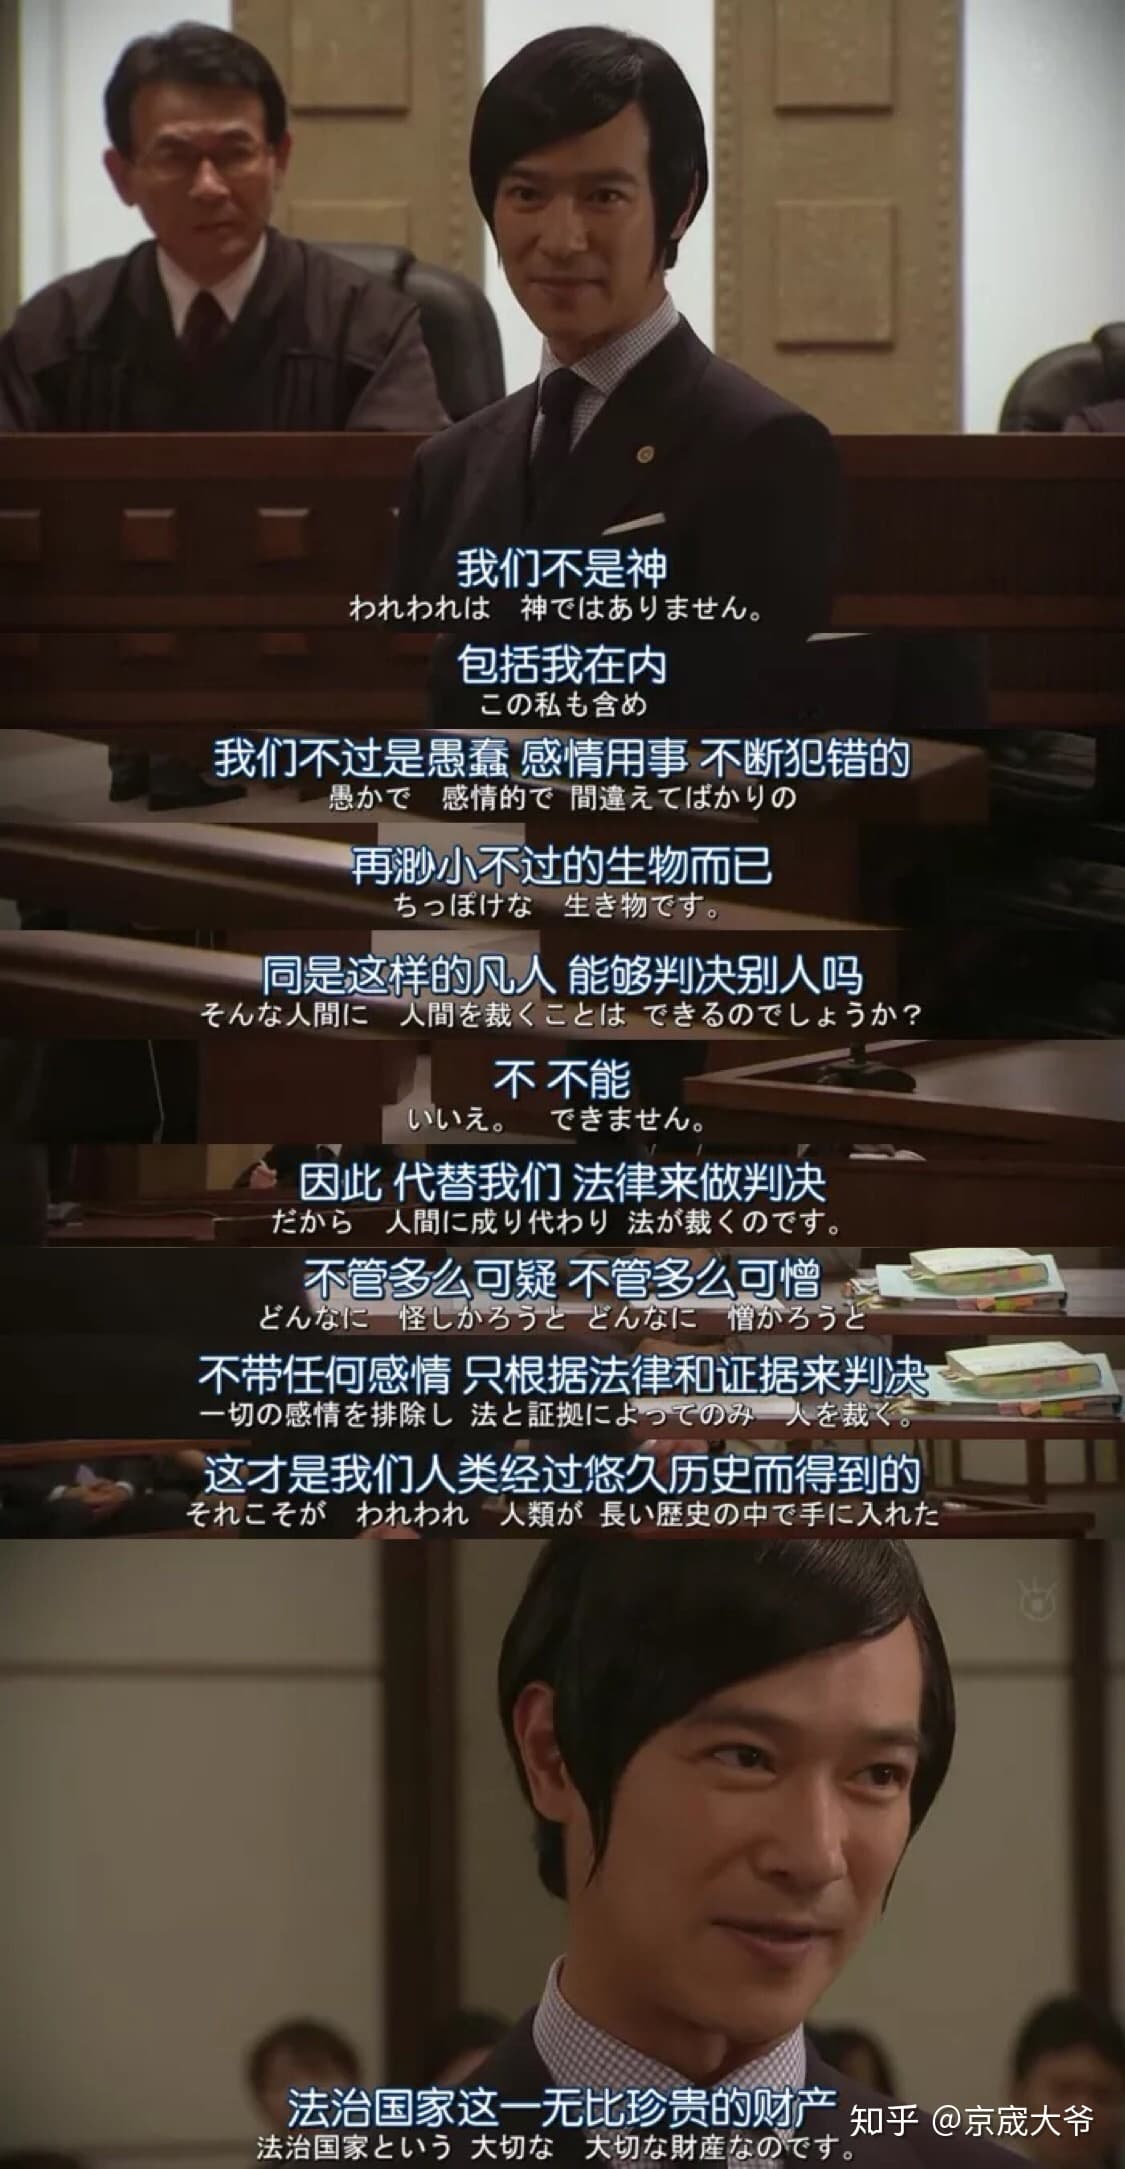 我们不是神
われわれは　神ではありません。
包括我在内
この私も含め
我们不过是愚蠢 感情用事 不断犯错的
愚かで　感情的で 間違えてばかりの
再渺小不过的生物而已
ちっぽけな　生き物です。
同是这样的凡人 能够判决别人吗
そんな人間に　人間を裁くことは できるのでしょうか？
不 不能
いいえ。　できません。
因此 代替我们 法律来做判决
だから　人間に成り代わり 法が裁くのです。
不管多么可疑 不管多么可憎
どんなに　怪しかろうと どんなに　憎かろうと
不带任何感情 只根据法律和证据来判决
一切の感情を排除し 法と証拠によってのみ　人を裁く。
这才是我们人类经过悠久历史而得到的
それこそが　われわれ　人類が 長い歴史の中で手に入れた
法治国家这一无比珍贵的财产
法治国家という 大切な　大切な財産なのです。
知乎 @京宬大爷